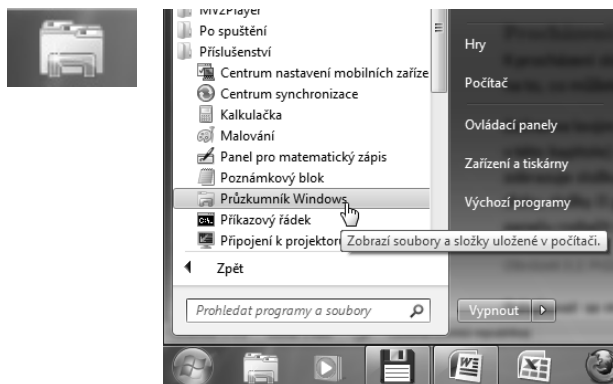 MV2Player
Po spuštění
Příslušenství
Centrum nastavení mobilních zaříze
Centrum synchronizace
Kalkulačka
Malování
Panel pro matematický zápis
Poznámkový blok
Průzkumník Windows
Příkazový řádek
Připojení k projektoru
Zobrazí soubory a složky uložené v počítači.
Zpět
Prohledat programy a soubory
Hry
Počítač
Ovládací panely
Zařízení a tiskárny
Výchozí programy
Vypnout